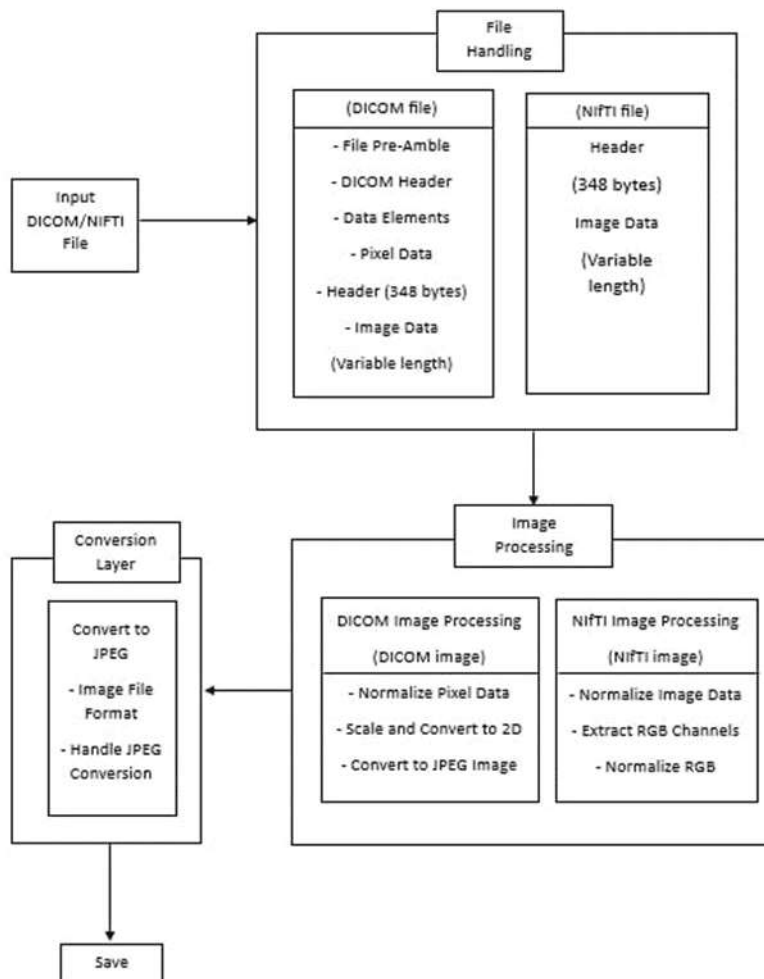 File
Handling
(DICOM file)
- File Pre-Amble
- DICOM Header
- Data Elements
- Pixel Data
- Header (348 bytes)
- Image Data
(Variable length)
(NIfTI file)
Header
(348 bytes)
Image Data
(Variable
length)
Input
DICOM/NIFTI
File
Image
Processing
DICOM Image Processing
(DICOM image)
- Normalize Pixel Data
- Scale and Convert to 2D
- Convert to JPEG Image
NIfTI Image Processing
(NIfTI image)
- Normalize Image Data
- Extract RGB Channels
- Normalize RGB
Conversion
Layer
Convert to
JPEG
- Image File
Format
- Handle JPEG
Conversion
Save